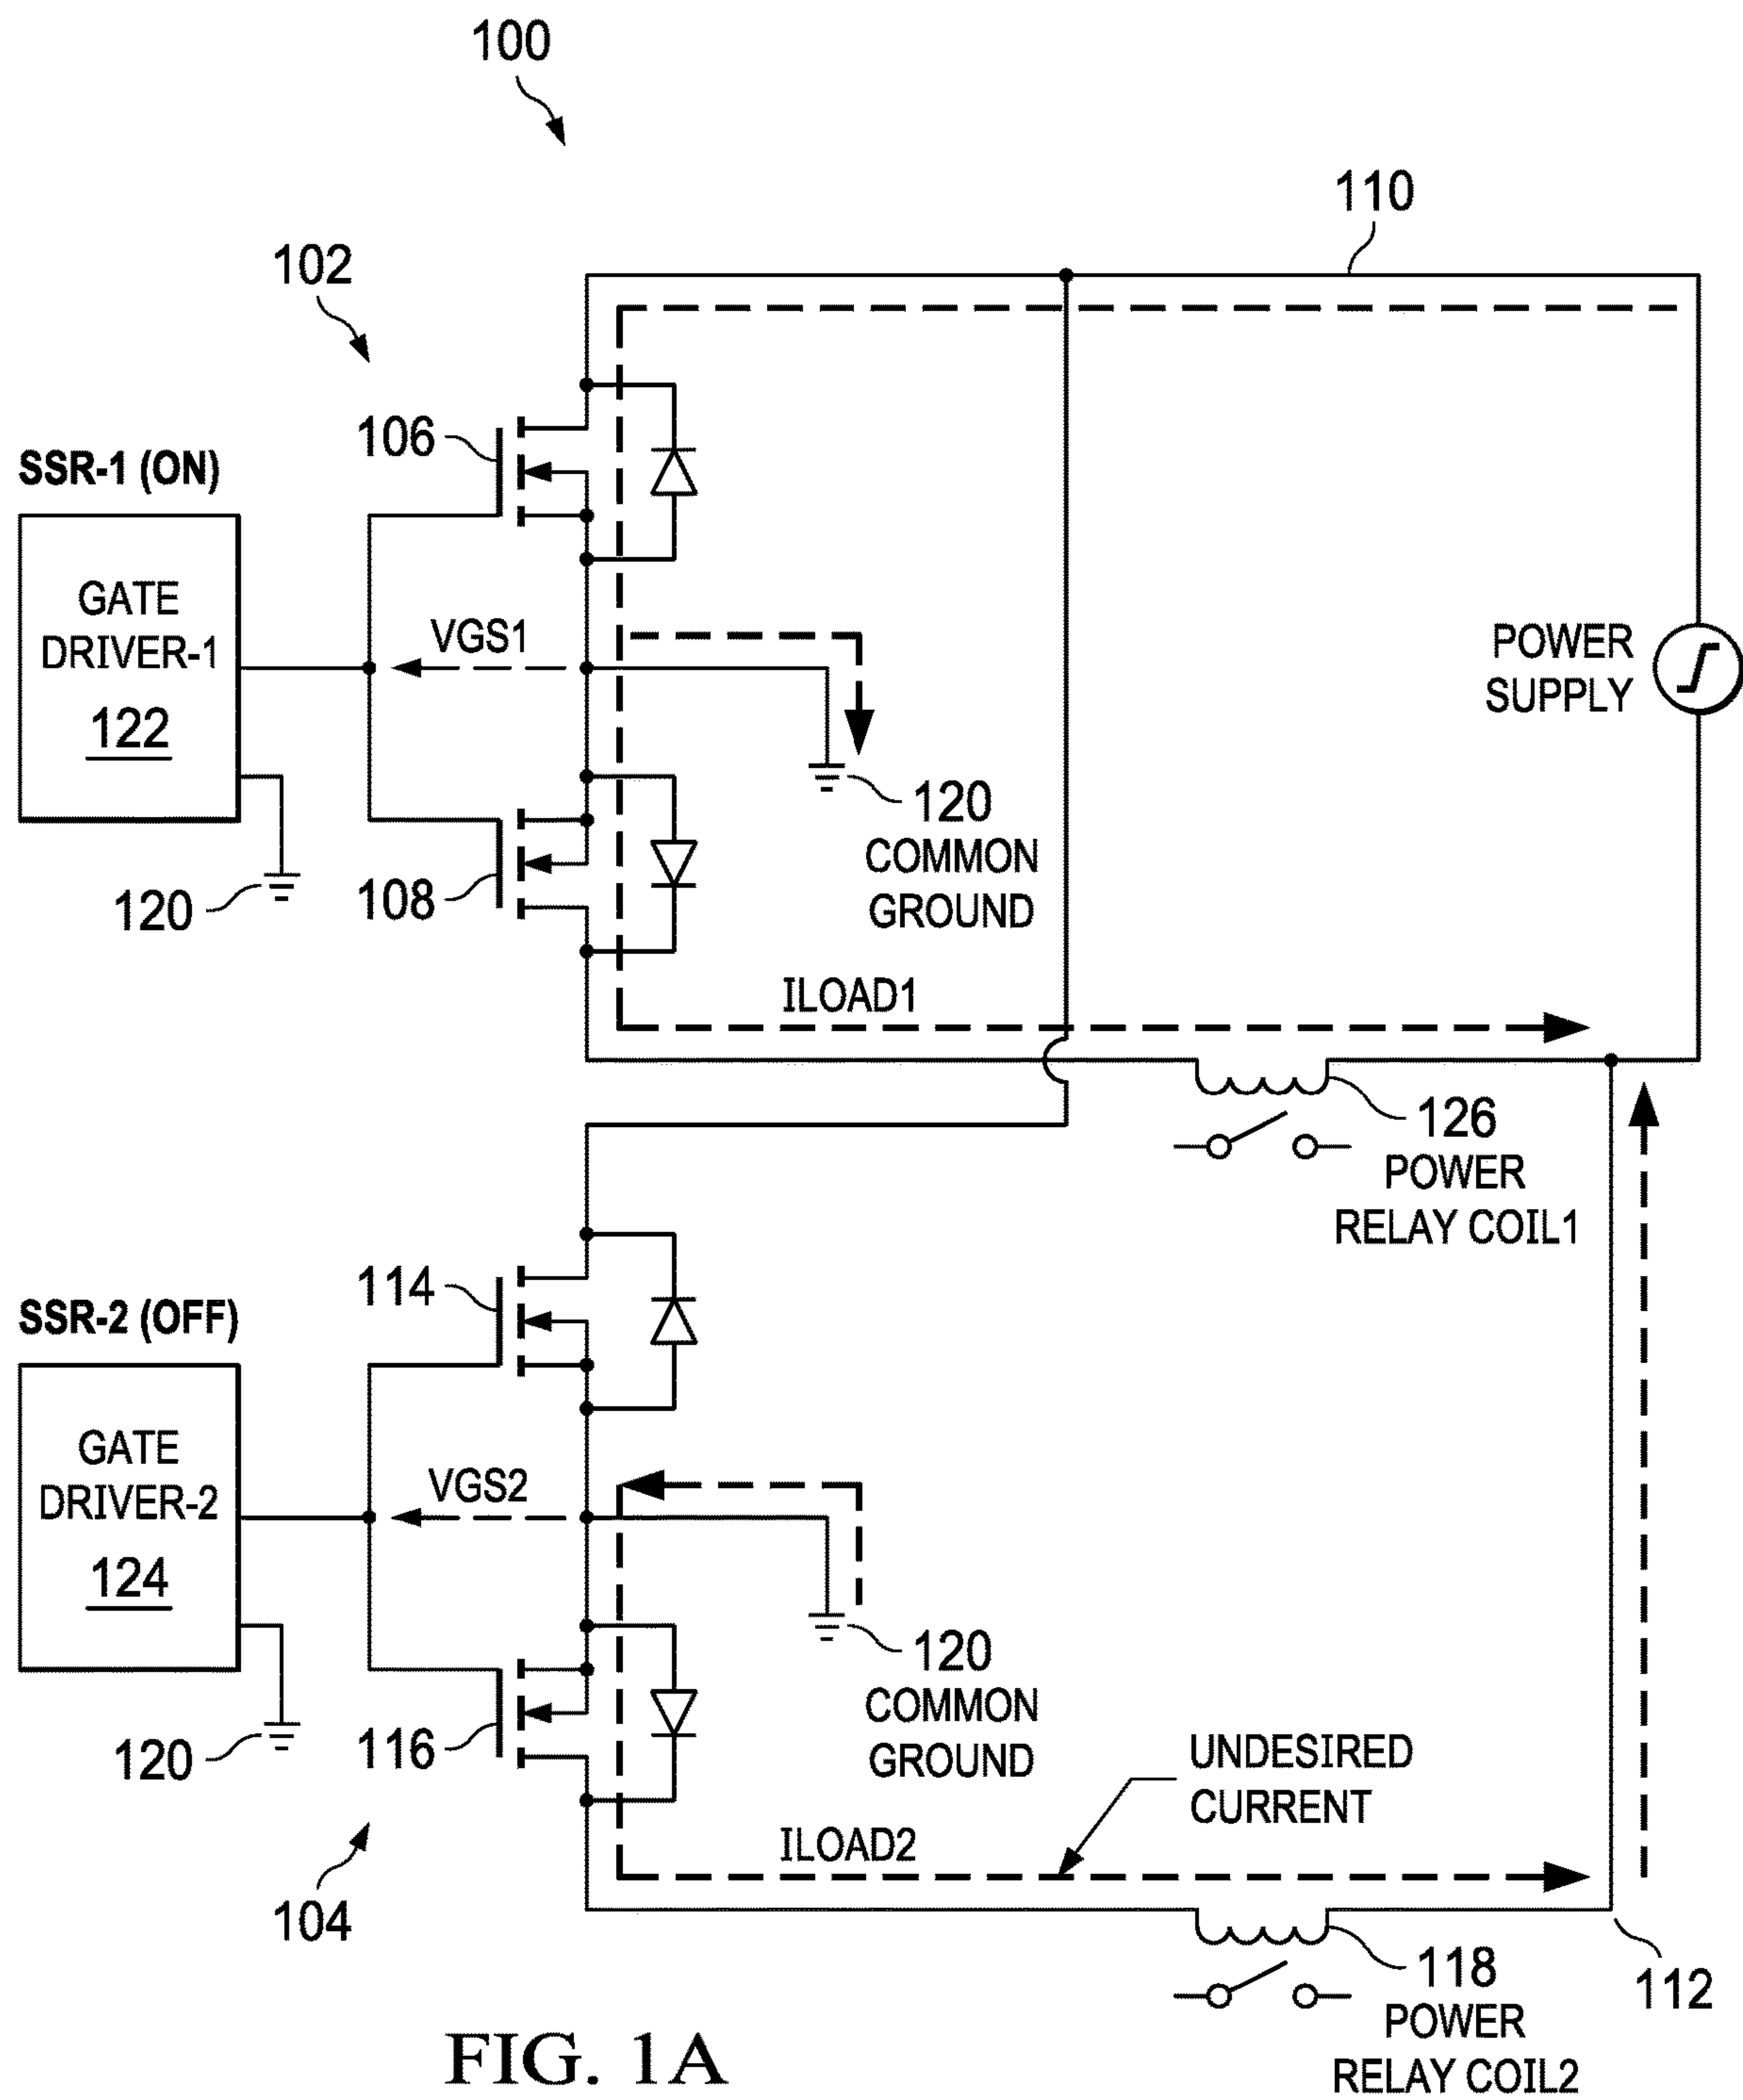 100
110
102
106
SSR-1 (ON)
GATE
DRIVER-1
122
VGS1
POWER
SUPPLY
120
COMMON
GROUND
108
120
ILOAD1
126
POWER
RELAY COIL1
114
SSR-2 (OFF)
GATE
DRIVER-2
124
VGS2
120
COMMON
GROUND
116
120
UNDESIRED
CURRENT
ILOAD2
104
118
POWER
RELAY COIL2
112
FIG. 1A